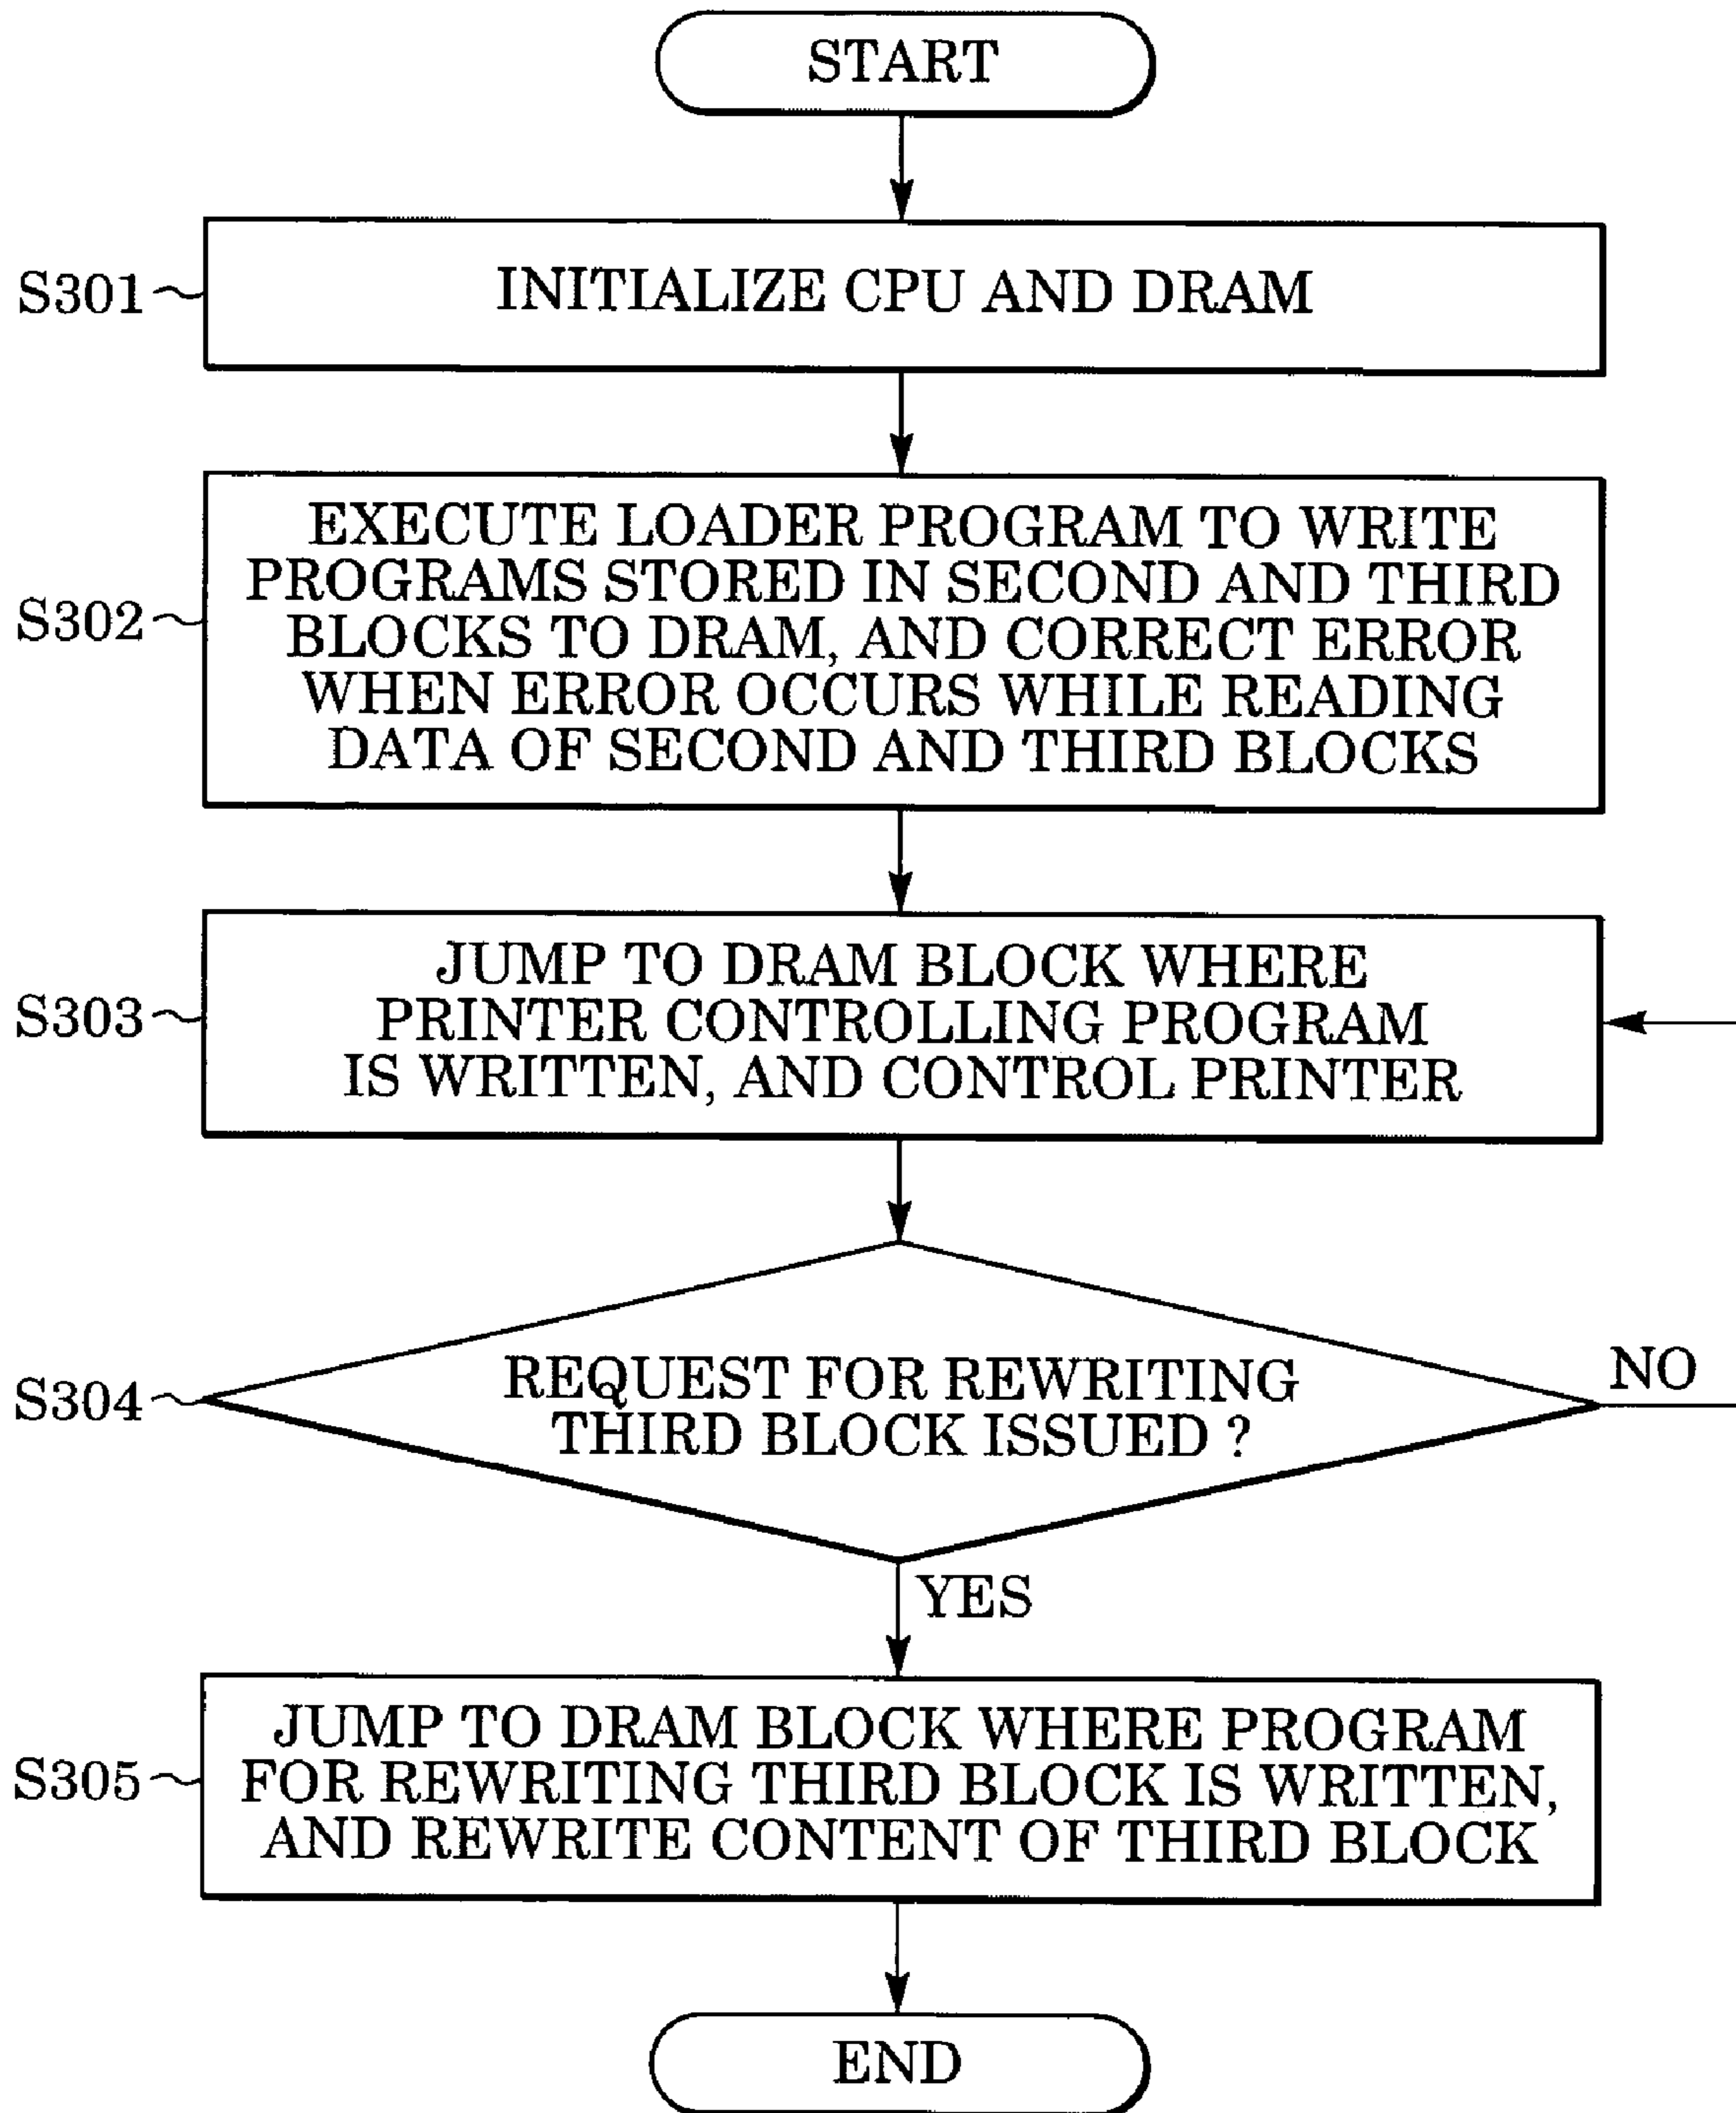 START
S301
INITIALIZE CPU AND DRAM
S302
EXECUTE LOADER PROGRAM TO WRITE
PROGRAMS STORED IN SECOND AND THIRD
BLOCKS TO DRAM, AND CORRECT ERROR
WHEN ERROR OCCURS WHILE READING
DATA OF SECOND AND THIRD BLOCKS
S303
JUMP TO DRAM BLOCK WHERE
PRINTER CONTROLLING PROGRAM
IS WRITTEN, AND CONTROL PRINTER
S304
REQUEST FOR REWRITING
THIRD BLOCK ISSUED ?
NO
YES
S305
JUMP TO DRAM BLOCK WHERE PROGRAM
FOR REWRITING THIRD BLOCK IS WRITTEN,
AND REWRITE CONTENT OF THIRD BLOCK
END